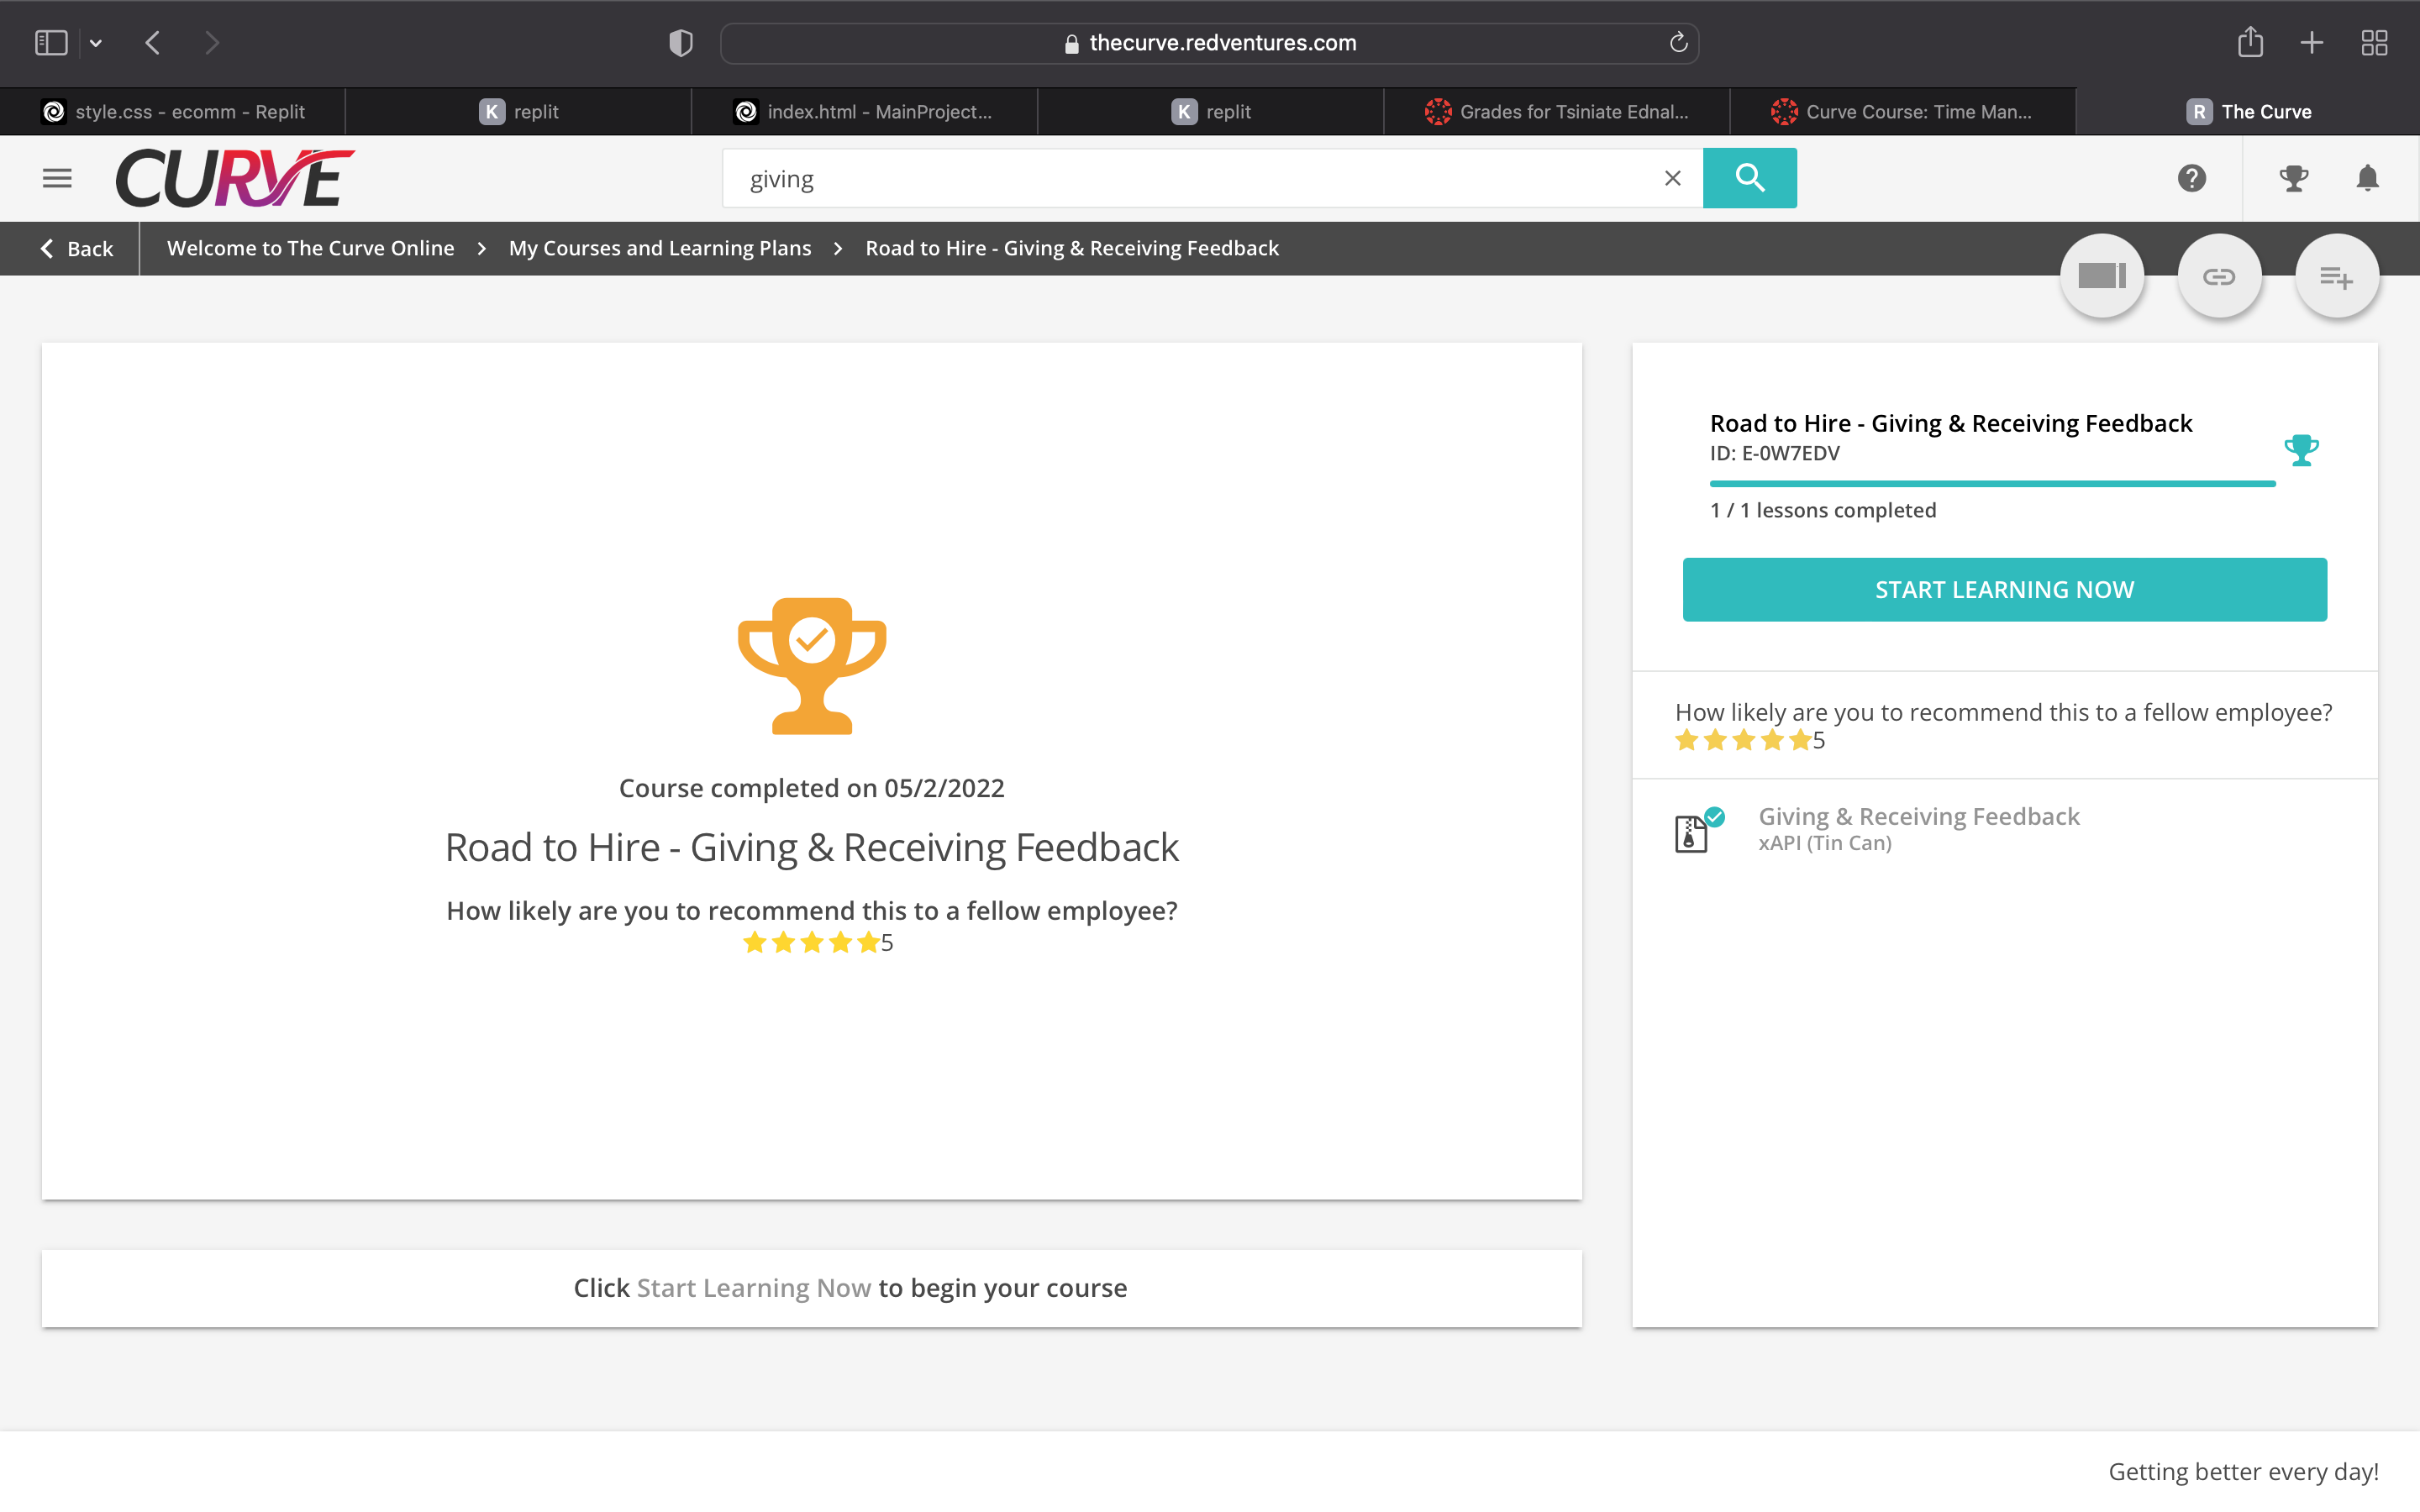 thecurve.redventures.com
style.css - ecomm - Replit
K replit
index.html - MainProject...
K replit
Grades for Tsiniate Ednal...
Curve Course: Time Man...
R The Curve
CURVE
giving
Back
Welcome to The Curve Online > My Courses and Learning Plans > Road to Hire - Giving & Receiving Feedback
Course completed on 05/2/2022
Road to Hire - Giving & Receiving Feedback
How likely are you to recommend this to a fellow employee?
5
Click Start Learning Now to begin your course
Road to Hire - Giving & Receiving Feedback
ID: E-0W7EDV
1 / 1 lessons completed
START LEARNING NOW
How likely are you to recommend this to a fellow employee?
5
Giving & Receiving Feedback
xAPI (Tin Can)
Getting better every day!